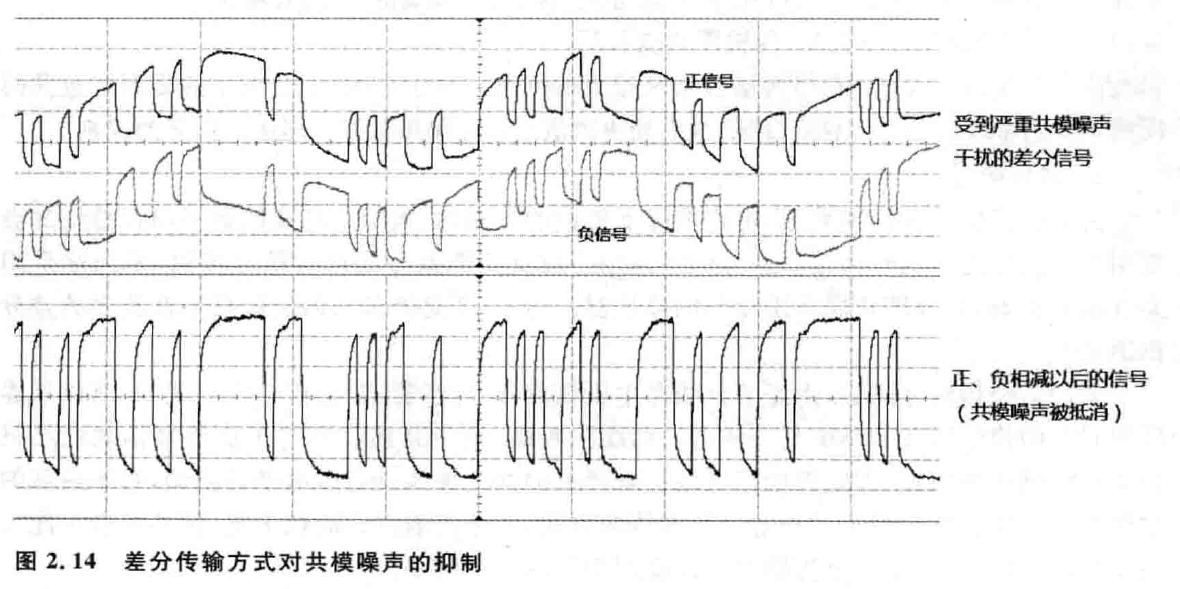 正信号
受到严重共模噪声
干扰的差分信号
负信号
正、负相减以后的信号
（共模噪声被抵消）
图 2.14 差分传输方式对共模噪声的抑制